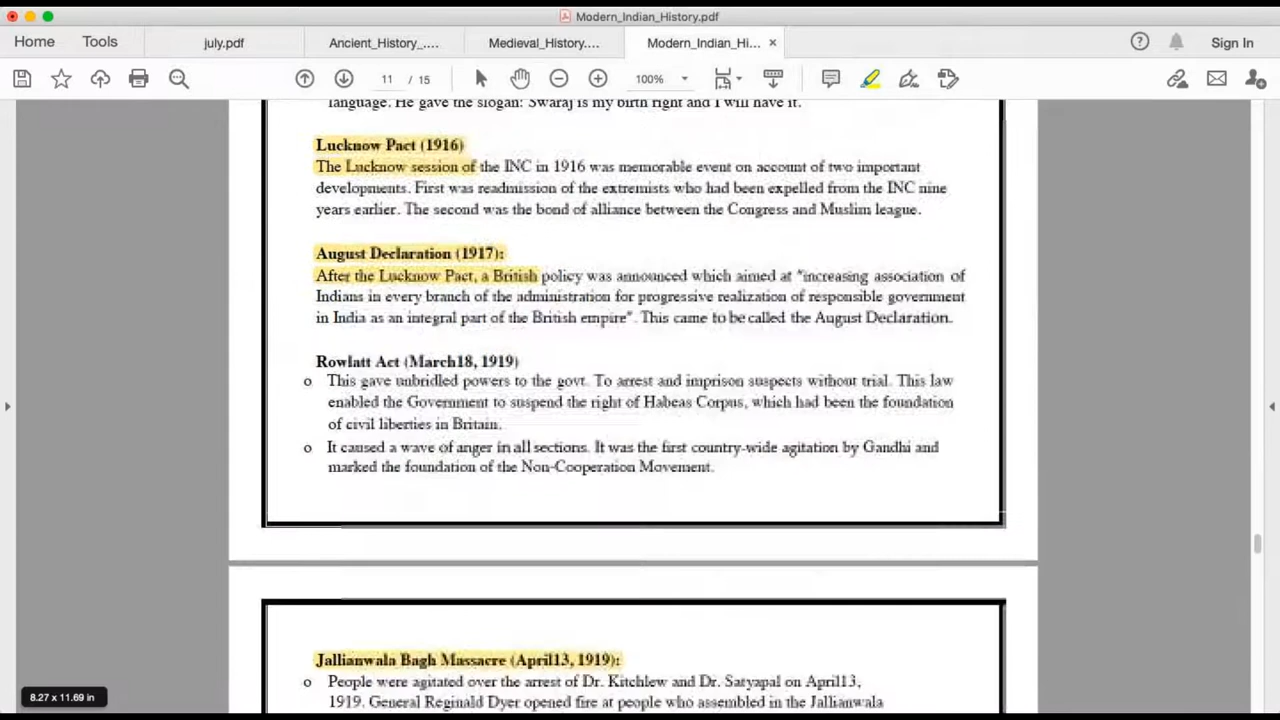 Modern_Indian_History.pdf
Home
Tools
july.pdf
Ancient_History_....
Medieval_History....
Modern_Indian_Hi...
Sign In
11 / 15
100%
language. He gave the slogan: Swaraj is my birth right and I will have it.
Lucknow Pact (1916)
The Lucknow session of the INC in 1916 was memorable event on account of two important
developments. First was readmission of the extremists who had been expelled from the INC nine
years earlier. The second was the bond of alliance between the Congress and Muslim league.
August Declaration (1917):
After the Lucknow Pact, a British policy was announced which aimed at "increasing association of
Indians in every branch of the administration for progressive realization of responsible government
in India as an integral part of the British empire". This came to be called the August Declaration.
Rowlatt Act (March18, 1919)
o This gave unbridled powers to the govt. To arrest and imprison suspects without trial. This law
enabled the Government to suspend the right of Habeas Corpus, which had been the foundation
of civil liberties in Britain.
o It caused a wave of anger in all sections. It was the first country-wide agitation by Gandhi and
marked the foundation of the Non-Cooperation Movement.
Jallianwala Bagh Massacre (April13, 1919):
o People were agitated over the arrest of Dr. Kitchlew and Dr. Satyapal on April13,
1919. General Reginald Dyer opened fire at people who assembled in the Jallianwala
8.27 x 11.69 in